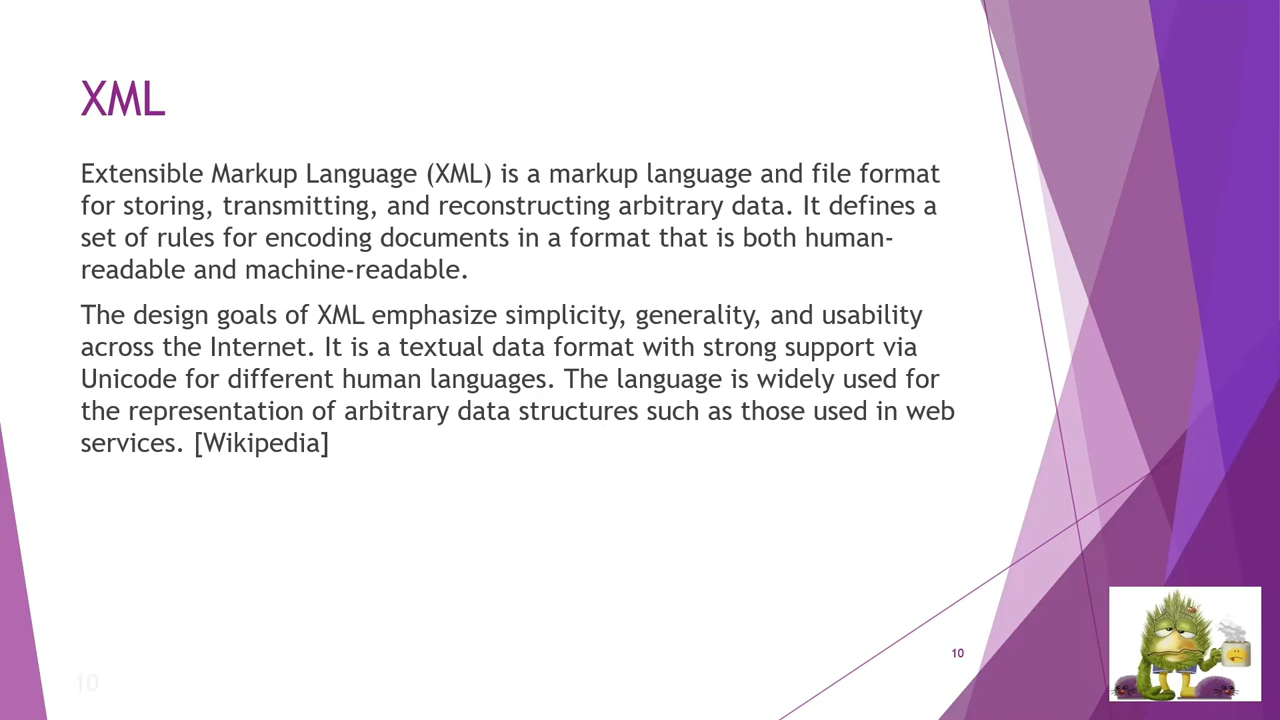 XML
Extensible Markup Language (XML) is a markup language and file format
for storing, transmitting, and reconstructing arbitrary data. It defines a
set of rules for encoding documents in a format that is both human-
readable and machine-readable.
The design goals of XML emphasize simplicity, generality, and usability
across the Internet. It is a textual data format with strong support via
Unicode for different human languages. The language is widely used for
the representation of arbitrary data structures such as those used in web
services. [Wikipedia]
10
10